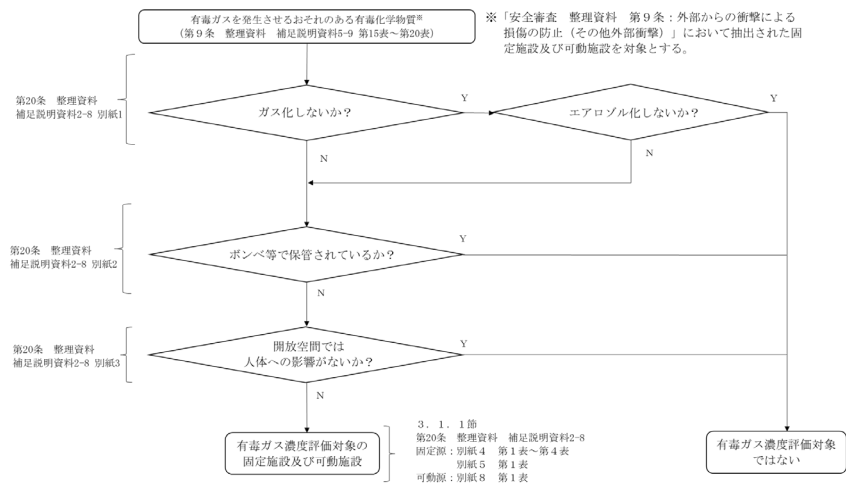 有毒ガスを発生させるおそれのある有毒化学物質※
(第9条 整理資料 補足説明資料5-9 第15表～第20表)
※「安全審査 整理資料 第9条：外部からの衝撃による
損傷の防止（その他外部衝撃）」において抽出された固
定施設及び可動施設を対象とする。
第20条 整理資料
補足説明資料2-8 別紙1
ガス化しないか？
Y
エアロゾル化しないか？
Y
N
N
第20条 整理資料
補足説明資料2-8 別紙2
ボンベ等で保管されているか？
Y
N
第20条 整理資料
補足説明資料2-8 別紙3
開放空間では
人体への影響がないか？
Y
N
有毒ガス濃度評価対象の
固定施設及び可動施設
3．1．1節
第20条 整理資料 補足説明資料2-8
固定源：別紙4 第1表～第4表
別紙5 第1表
可動源：別紙8 第1表
有毒ガス濃度評価対象
ではない